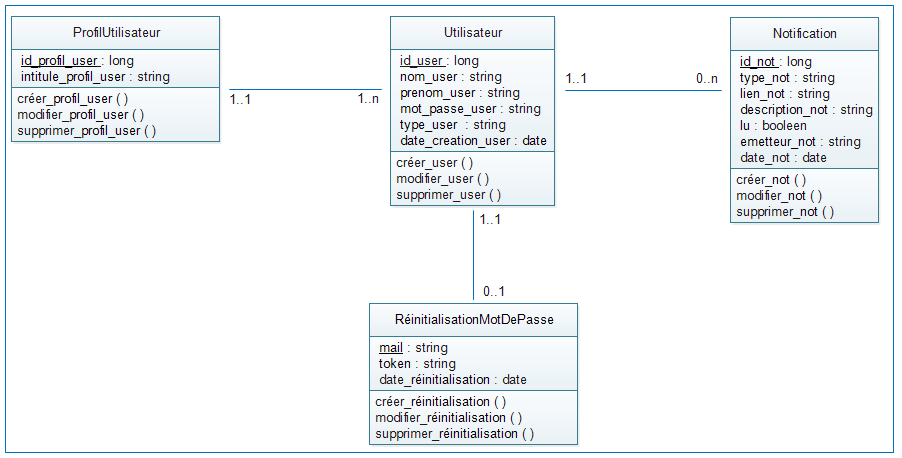 ProfilUtilisateur
id_profil_user : long
intitule_profil_user : string
créer_profil_user ( )
modifier_profil_user ( )
supprimer_profil_user ( )
1..1
1..n
Utilisateur
id_user : long
nom_user : string
prenom_user : string
mot_passe_user : string
type_user : string
date_creation_user : date
créer_user ( )
modifier_user ( )
supprimer_user ( )
1..1
0..n
Notification
id_not : long
type_not : string
lien_not : string
description_not : string
lu : booleen
emetteur_not : string
date_not : date
créer_not ( )
modifier_not ( )
supprimer_not ( )
1..1
0..1
RéinitialisationMotDePasse
mail : string
token : string
date_réinitialisation : date
créer_réinitialisation ( )
modifier_réinitialisation ( )
supprimer_réinitialisation ( )